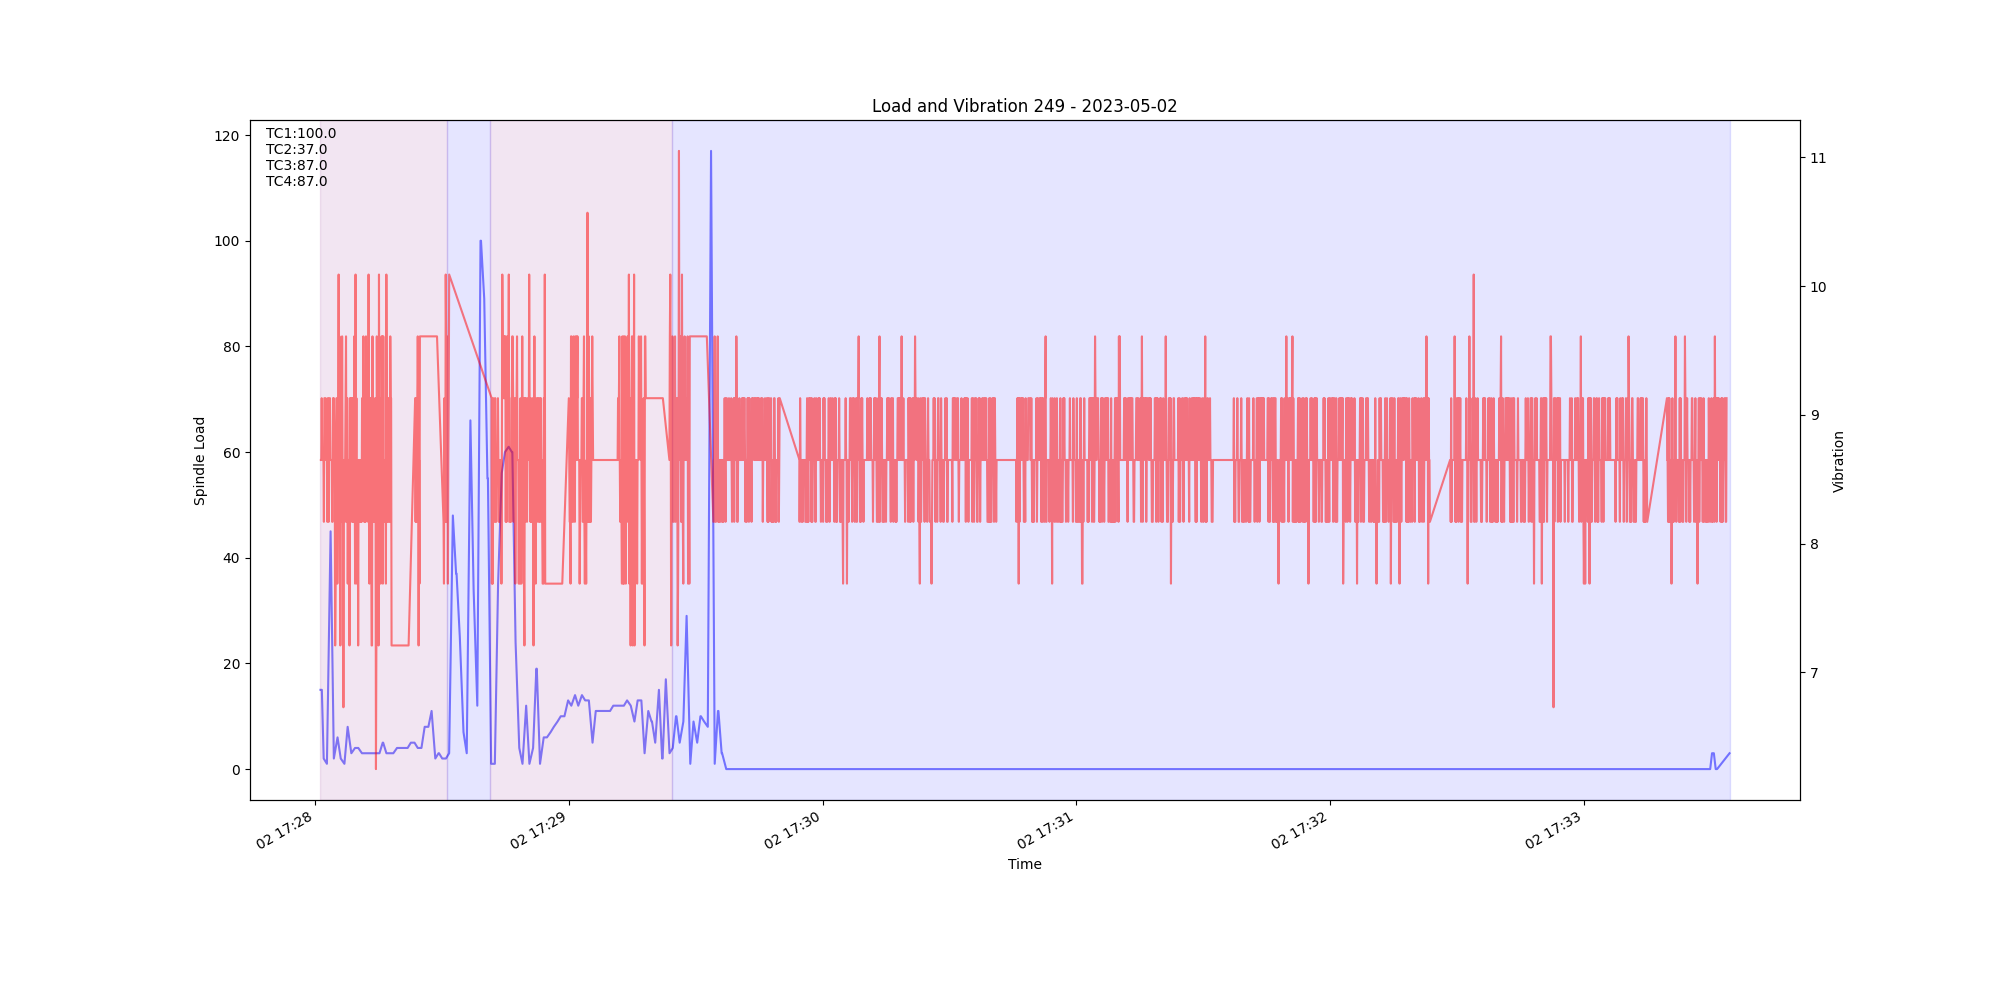 Load and Vibration 249 - 2023-05-02
TC1:100.0
TC2:37.0
TC3:87.0
TC4:87.0
120
100
80
60
40
20
0
Spindle Load
11
10
9
8
7
Vibration
02 17:28
02 17:29
02 17:30
02 17:31
02 17:32
02 17:33
Time